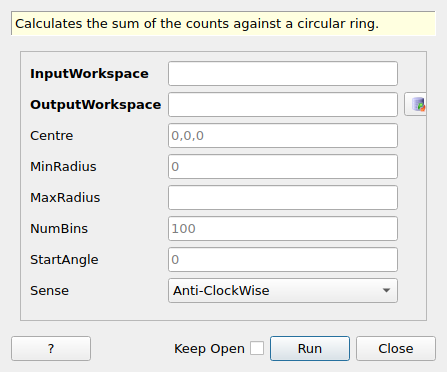 Calculates the sum of the counts against a circular ring.
InputWorkspace
OutputWorkspace
Centre 0,0,0
MinRadius 0
MaxRadius
NumBins 100
StartAngle 0
Sense Anti-ClockWise
? Keep Open Run Close